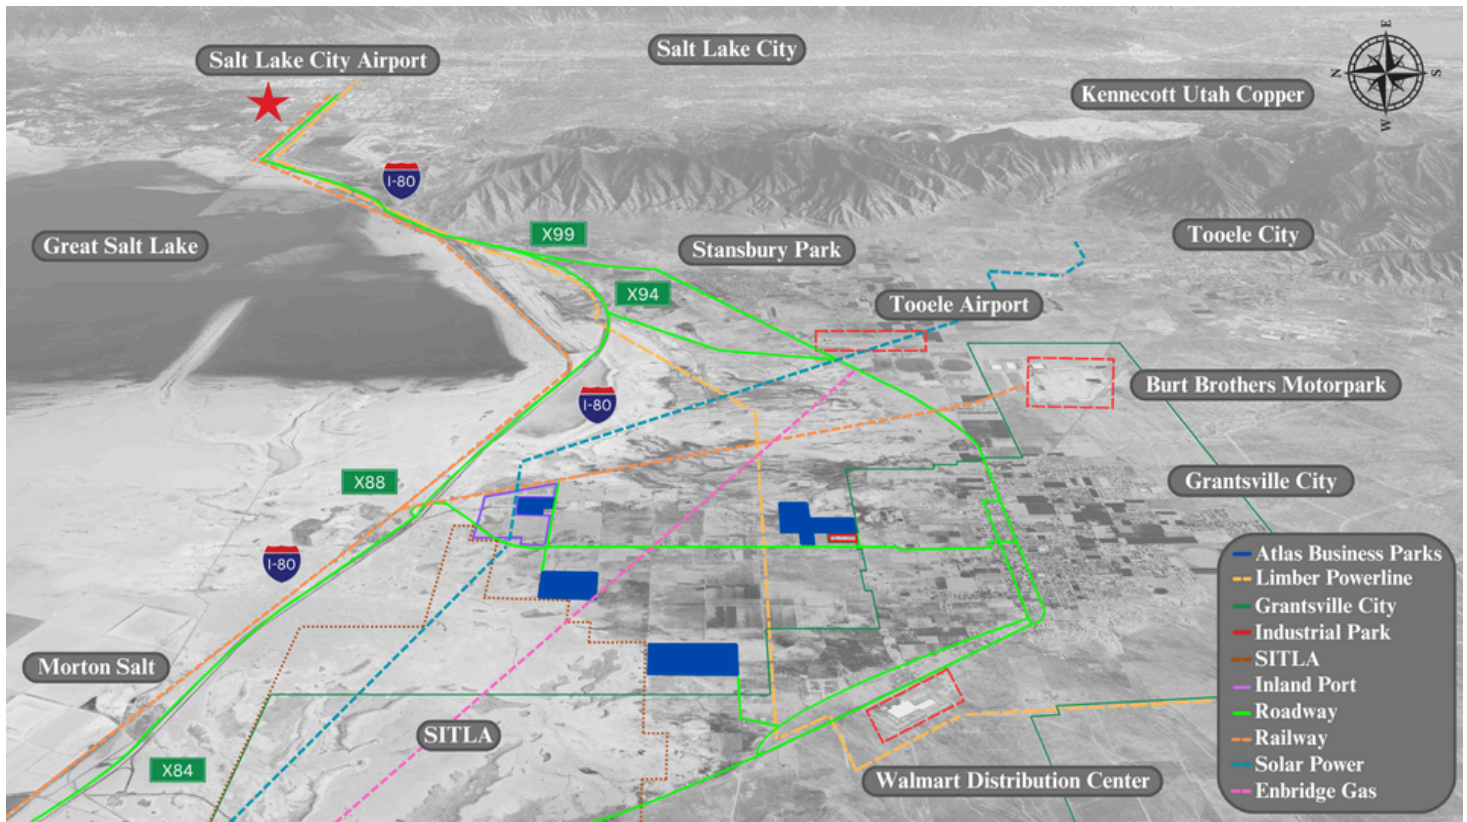 Salt Lake City Airport
Salt Lake City
E
N
S
W
Kennecott Utah Copper
I-80
Great Salt Lake
X99
Stansbury Park
Tooele City
X94
Tooele Airport
Burt Brothers Motorpark
I-80
X88
Grantsville City
I-80
Morton Salt
SITLA
X84
Walmart Distribution Center
Atlas Business Parks
Limber Powerline
Grantsville City
Industrial Park
SITLA
Inland Port
Roadway
Railway
Solar Power
Enbridge Gas